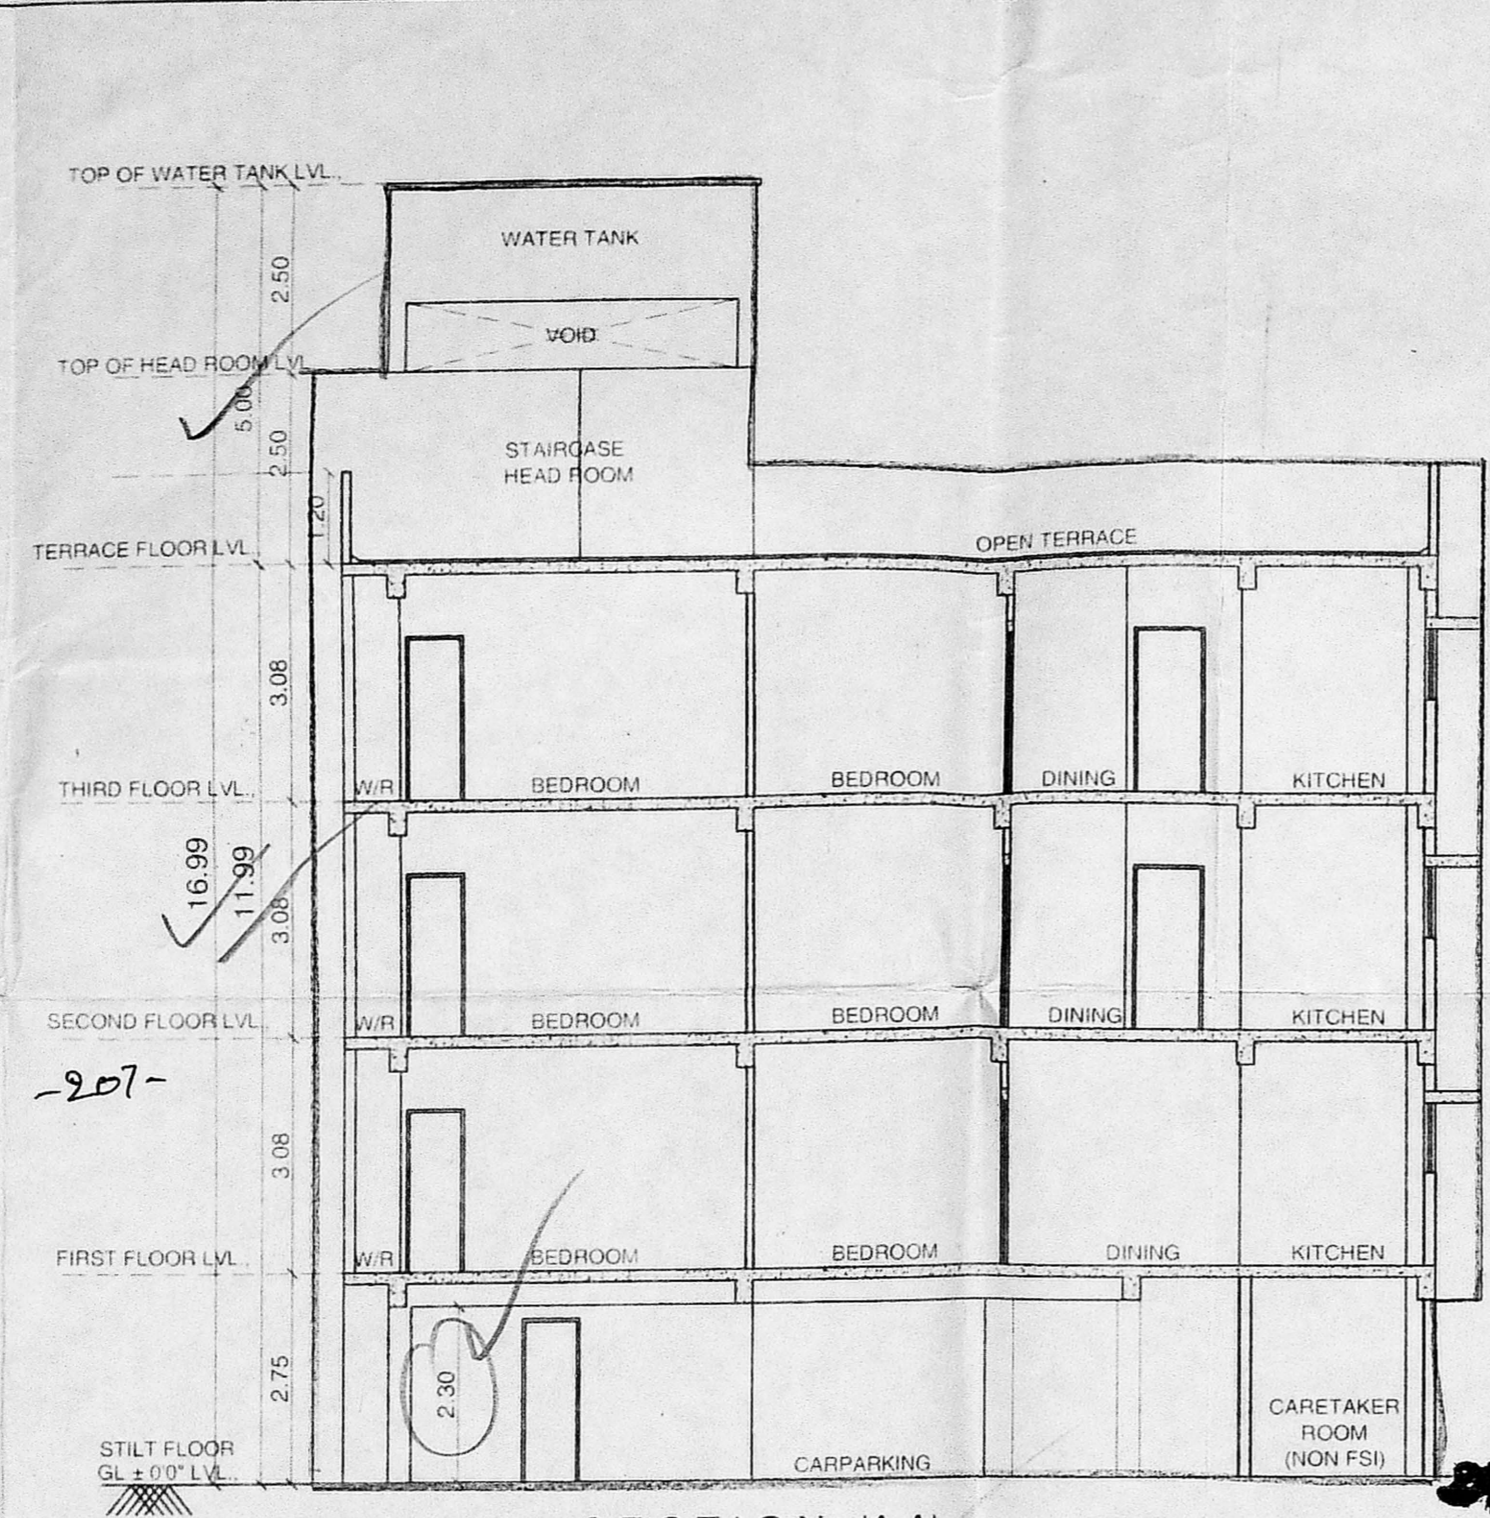 TOP OF WATER TANK LVL.,
WATER TANK
2.50
VOID
TOP OF HEAD ROOM LVL
5.00
2.50
STAIRCASE
HEAD ROOM
1.20
TERRACE FLOOR LVL.
OPEN TERRACE
3.08
THIRD FLOOR LVL.,
W/R BEDROOM BEDROOM DINING KITCHEN
16.99
11.99
3.08
SECOND FLOOR LVL.
W/R BEDROOM BEDROOM DINING KITCHEN
-207-
3.08
FIRST FLOOR LVL.,
W/R BEDROOM BEDROOM DINING KITCHEN
2.75
2.30
CARETAKER
ROOM
(NON FSI)
CARPARKING
STILT FLOOR
GL ± 0'0" LVL.,